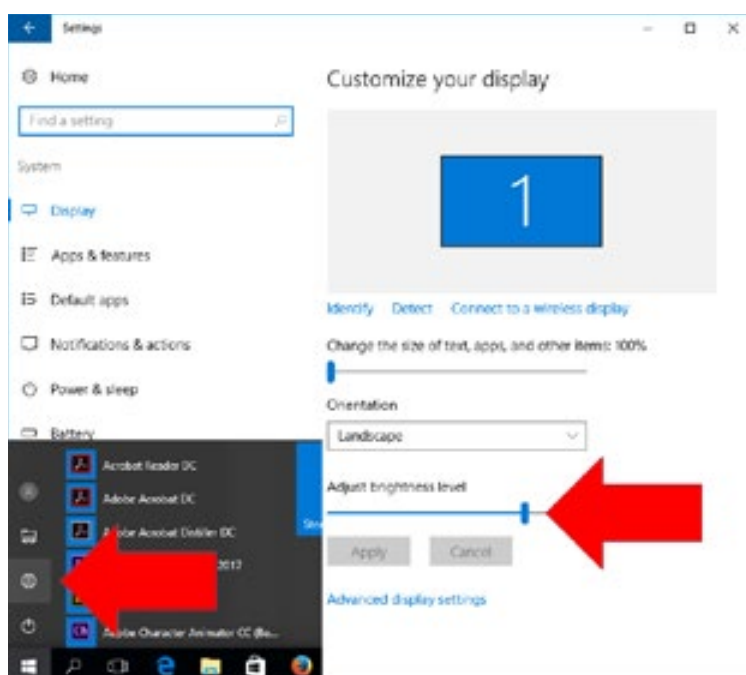 Settings
Home
Find a setting
System
Display
Apps & features
Default apps
Notifications & actions
Power & sleep
Battery
Customize your display
1
Identify Detect Connect to a wireless display
Change the size of text, apps, and other items: 100%
Orientation
Landscape
Adjust brightness level
Apply Cancel
Advanced display settings
Acrobat Reader DC
Adobe Acrobat DC
Adobe Acrobat Distiller DC
2017
Adobe Character Animator CC (Be...